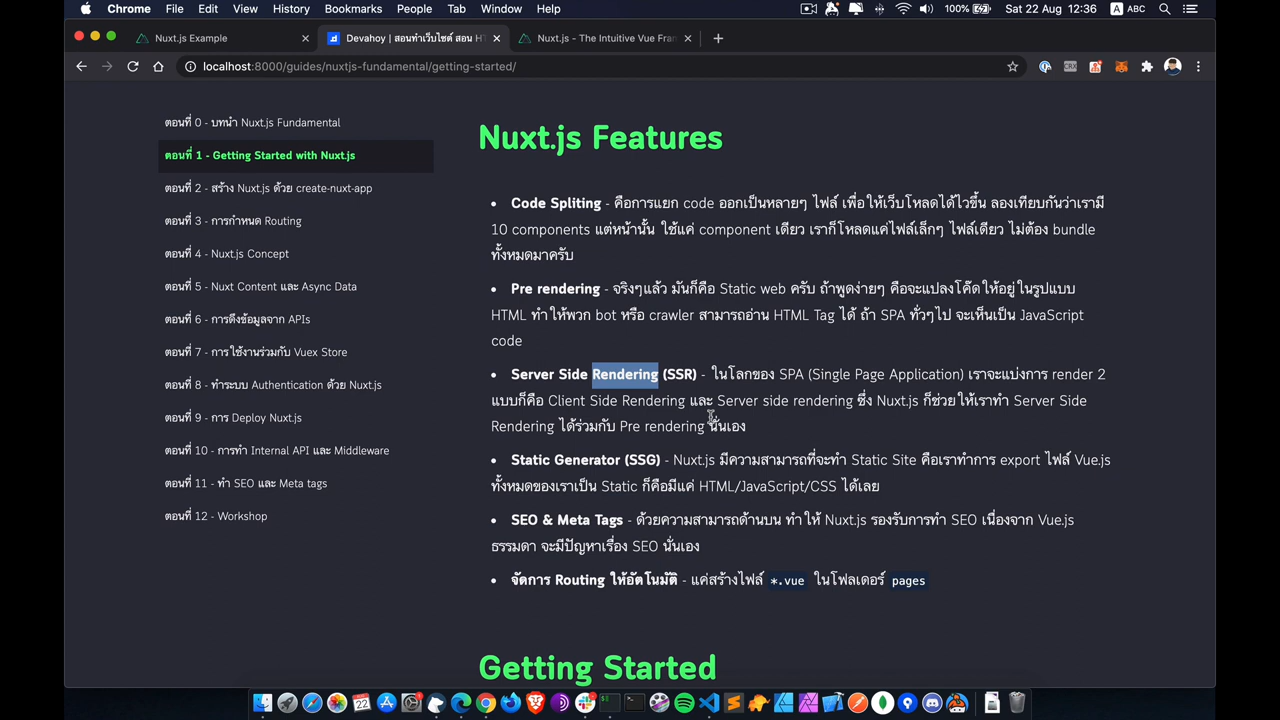 Chrome File Edit View History Bookmarks People Tab Window Help 100% Sat 22 Aug 12:36 A ABC
Nuxt.js Example Devahoy | สอนทำเว็บไซต์ สอน HT Nuxt.js - The Intuitive Vue Fran
localhost:8000/guides/nuxtjs-fundamental/getting-started/ CRX
ตอนที่ 0 - บทนำ Nuxt.js Fundamental
ตอนที่ 1 - Getting Started with Nuxt.js
ตอนที่ 2 - สร้าง Nuxt.js ด้วย create-nuxt-app
ตอนที่ 3 - การกำหนด Routing
ตอนที่ 4 - Nuxt.js Concept
ตอนที่ 5 - Nuxt Content และ Async Data
ตอนที่ 6 - การดึงข้อมูลจาก APIs
ตอนที่ 7 - การใช้งานร่วมกับ Vuex Store
ตอนที่ 8 - ทำระบบ Authentication ด้วย Nuxt.js
ตอนที่ 9 - การ Deploy Nuxt.js
ตอนที่ 10 - การทำ Internal API และ Middleware
ตอนที่ 11 - ทำ SEO และ Meta tags
ตอนที่ 12 - Workshop
Nuxt.js Features
• Code Spliting - คือการแยก code ออกเป็นหลายๆ ไฟล์ เพื่อให้เว็บโหลดได้ไวขึ้น ลองเทียบกันว่าเรามี
10 components แต่หน้านั้น ใช้แค่ component เดียว เราก็โหลดแค่ไฟล์เล็กๆ ไฟล์เดียว ไม่ต้อง bundle
ทั้งหมดมาครับ
• Pre rendering - จริงๆแล้ว มันก็คือ Static web ครับ ถ้าพูดง่ายๆ คือจะแปลงโค๊ดให้อยู่ในรูปแบบ
HTML ทำให้พวก bot หรือ crawler สามารถอ่าน HTML Tag ได้ ถ้า SPA ทั่วๆไป จะเห็นเป็น JavaScript
code
• Server Side Rendering (SSR) - ในโลกของ SPA (Single Page Application) เราจะแบ่งการ render 2
แบบก็คือ Client Side Rendering และ Server side rendering ซึ่ง Nuxt.js ก็ช่วยให้เราทำ Server Side
Rendering ได้ร่วมกับ Pre rendering นั่นเอง
• Static Generator (SSG) - Nuxt.js มีความสามารถที่จะทำ Static Site คือเราทำการ export ไฟล์ Vue.js
ทั้งหมดของเราเป็น Static ก็คือมีแค่ HTML/JavaScript/CSS ได้เลย
• SEO & Meta Tags - ด้วยความสามารถด้านบน ทำให้ Nuxt.js รองรับการทำ SEO เนื่องจาก Vue.js
ธรรมดา จะมีปัญหาเรื่อง SEO นั่นเอง
• จัดการ Routing ให้อัตโนมัติ - แค่สร้างไฟล์ *.vue ในโฟลเดอร์ pages
Getting Started